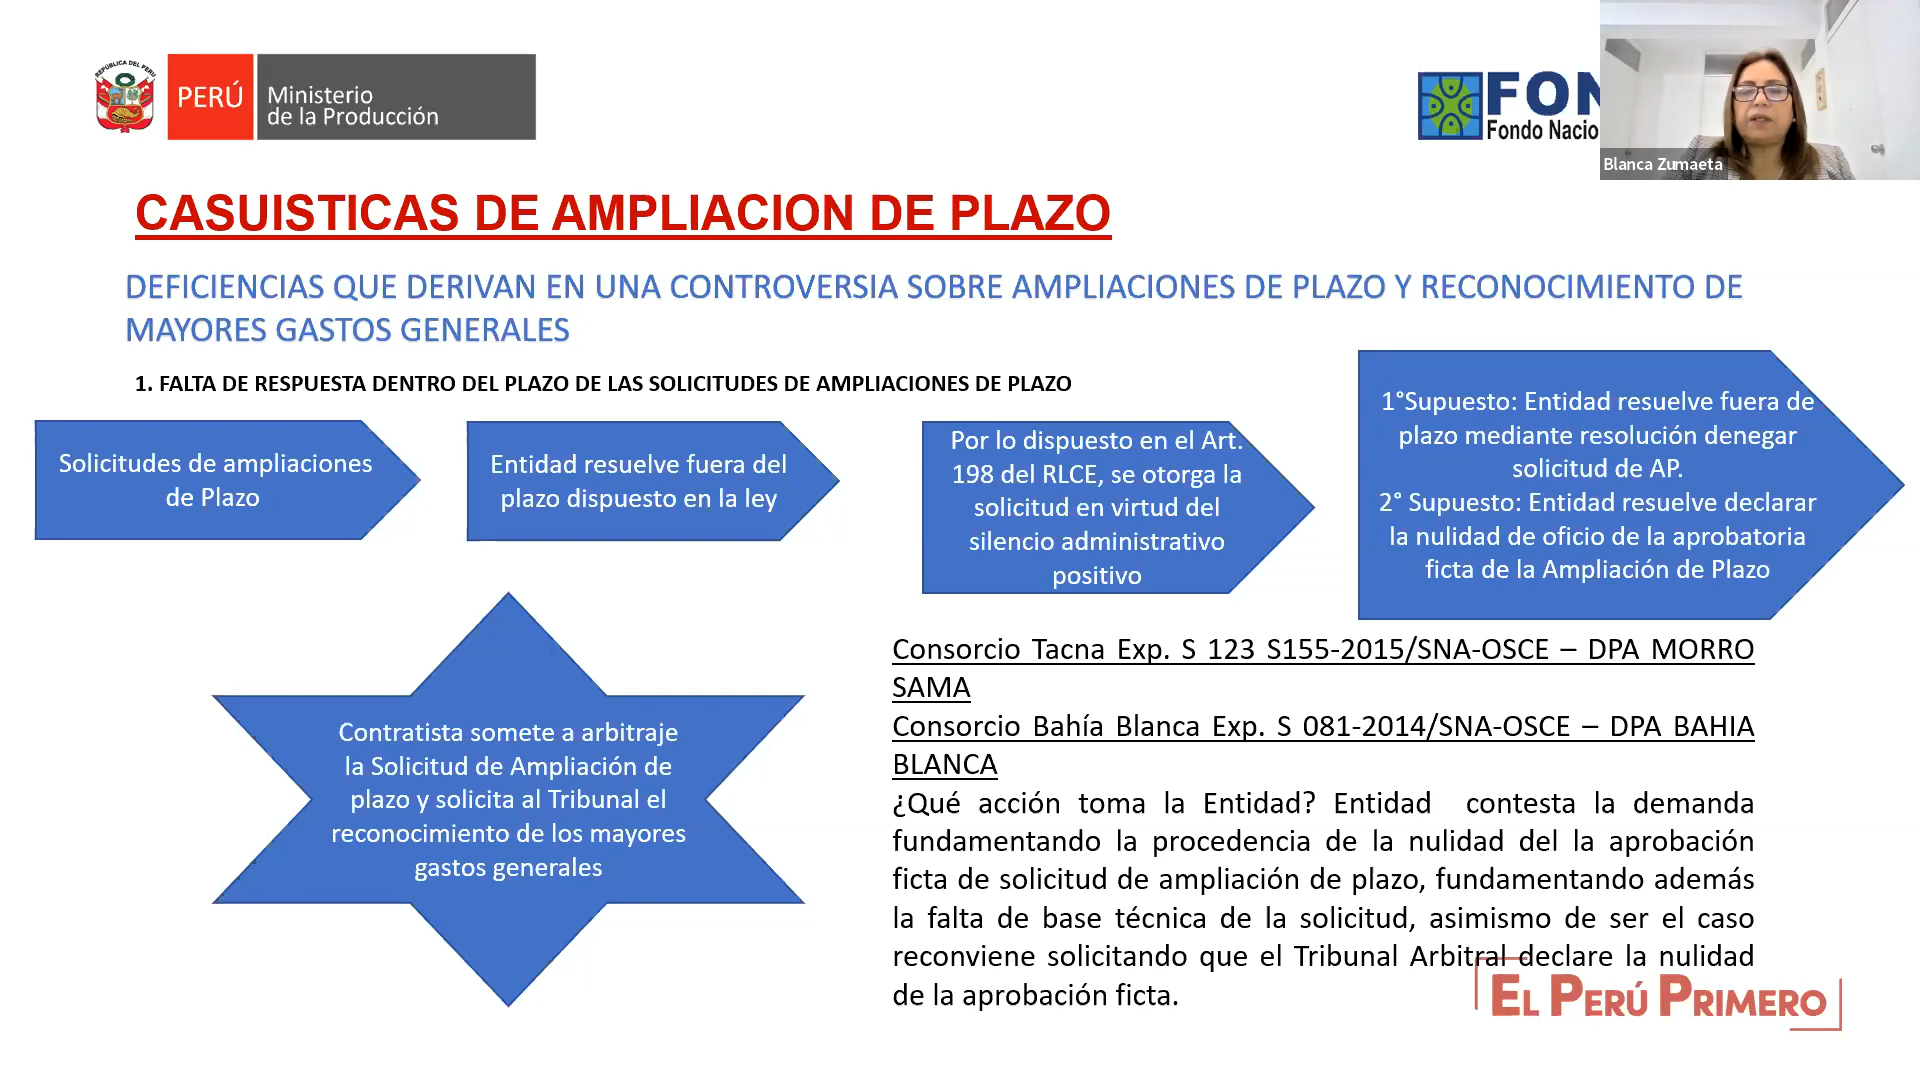 REPÚBLICA DEL PERÚ
PERÚ
Ministerio
de la Producción
FON
Fondo Nacio
Blanca Zumaeta
CASUISTICAS DE AMPLIACION DE PLAZO
DEFICIENCIAS QUE DERIVAN EN UNA CONTROVERSIA SOBRE AMPLIACIONES DE PLAZO Y RECONOCIMIENTO DE
MAYORES GASTOS GENERALES
1. FALTA DE RESPUESTA DENTRO DEL PLAZO DE LAS SOLICITUDES DE AMPLIACIONES DE PLAZO
Solicitudes de ampliaciones
de Plazo
Entidad resuelve fuera del
plazo dispuesto en la ley
Por lo dispuesto en el Art.
198 del RLCE, se otorga la
solicitud en virtud del
silencio administrativo
positivo
1°Supuesto: Entidad resuelve fuera de
plazo mediante resolución denegar
solicitud de AP.
2° Supuesto: Entidad resuelve declarar
la nulidad de oficio de la aprobatoria
ficta de la Ampliación de Plazo
Contratista somete a arbitraje
la Solicitud de Ampliación de
plazo y solicita al Tribunal el
reconocimiento de los mayores
gastos generales
Consorcio Tacna Exp. S 123 S155-2015/SNA-OSCE – DPA MORRO
SAMA
Consorcio Bahía Blanca Exp. S 081-2014/SNA-OSCE – DPA BAHIA
BLANCA
¿Qué acción toma la Entidad? Entidad contesta la demanda
fundamentando la procedencia de la nulidad del la aprobación
ficta de solicitud de ampliación de plazo, fundamentando además
la falta de base técnica de la solicitud, asimismo de ser el caso
reconviene solicitando que el Tribunal Arbitral declare la nulidad
de la aprobación ficta.
EL PERÚ PRIMERO